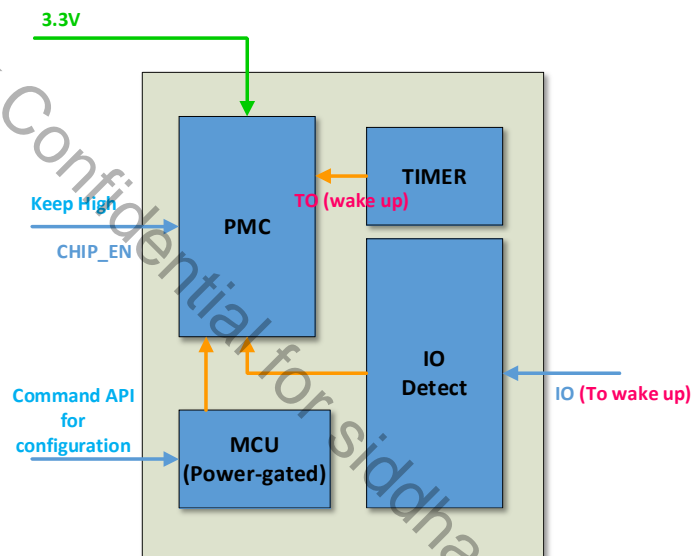 3.3V
TIMER
TO (wake up)
Keep High
PMC
CHIP_EN
IO
Detect
IO (To wake up)
Command API
for
configuration
MCU
(Power-gated)
Confidential for siddha